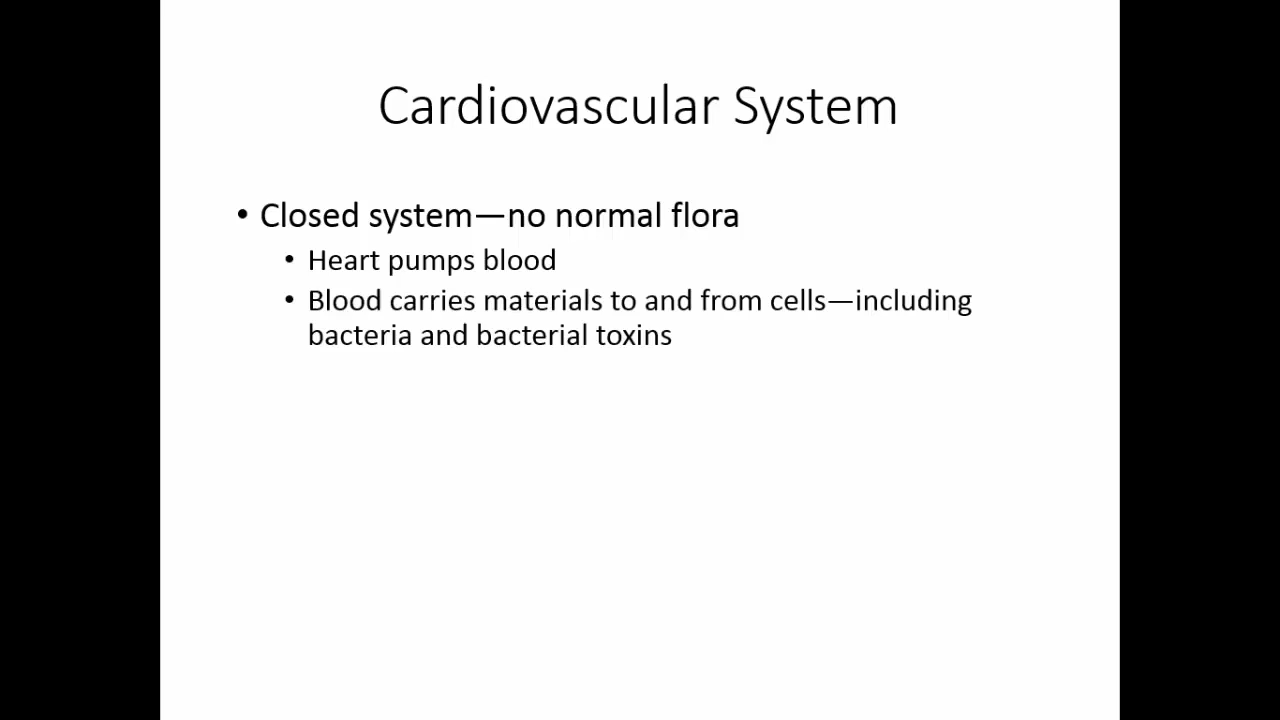 Cardiovascular System
• Closed system—no normal flora
• Heart pumps blood
• Blood carries materials to and from cells—including
bacteria and bacterial toxins